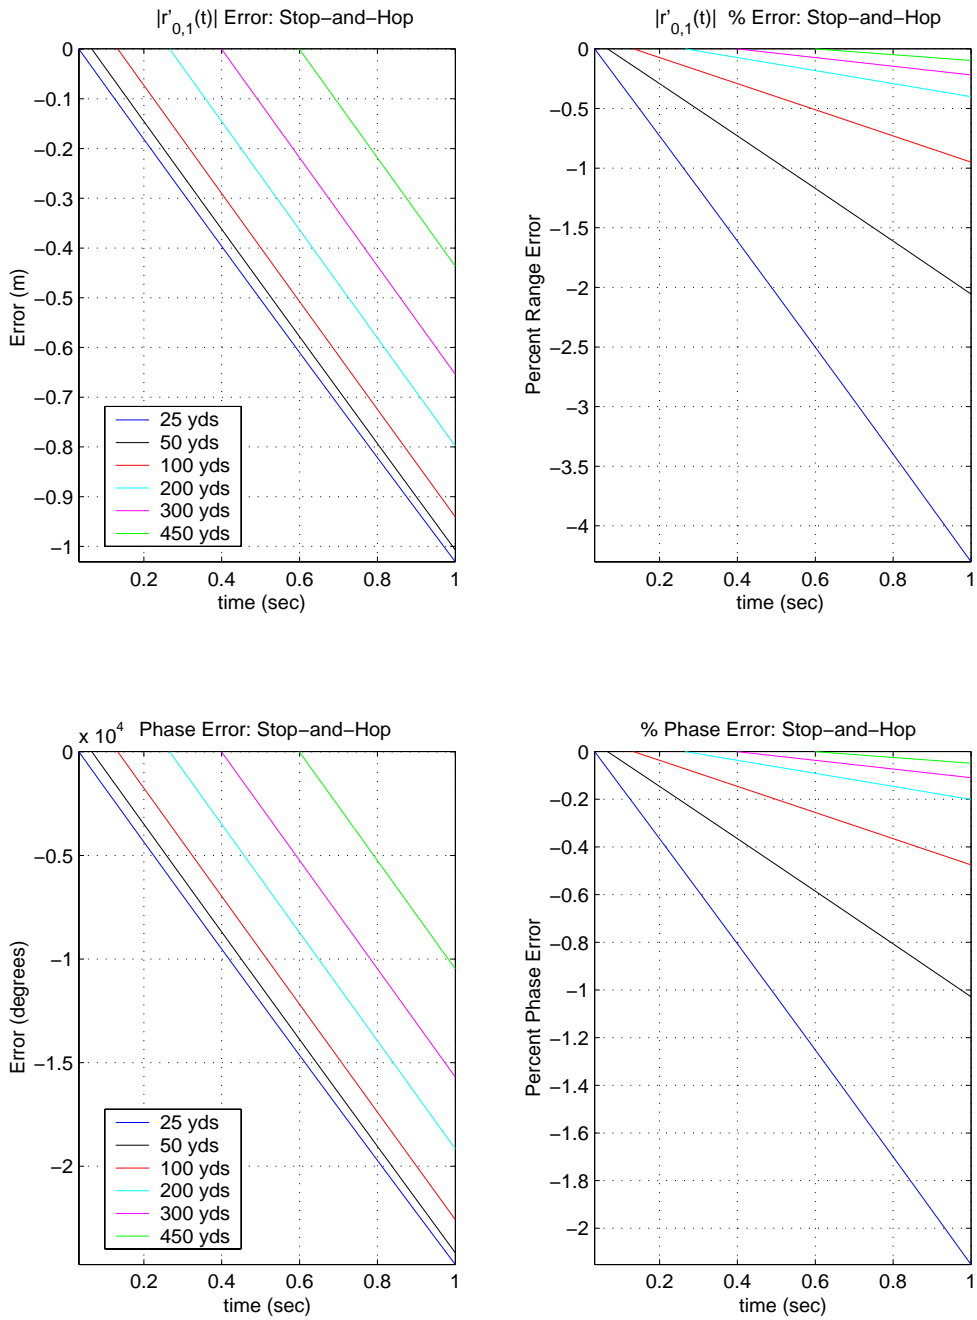 |r'0,1(t)| Error: Stop−and−Hop
0
−0.1
−0.2
−0.3
−0.4
−0.5
−0.6
−0.7
−0.8
−0.9
−1
Error (m)
25 yds
50 yds
100 yds
200 yds
300 yds
450 yds
0.2 0.4 0.6 0.8 1
time (sec)
|r'0,1(t)| % Error: Stop−and−Hop
0
−0.5
−1
−1.5
−2
−2.5
−3
−3.5
−4
Percent Range Error
0.2 0.4 0.6 0.8 1
time (sec)
x 10^4 Phase Error: Stop−and−Hop
0
−0.5
−1
−1.5
−2
Error (degrees)
25 yds
50 yds
100 yds
200 yds
300 yds
450 yds
0.2 0.4 0.6 0.8 1
time (sec)
% Phase Error: Stop−and−Hop
0
−0.2
−0.4
−0.6
−0.8
−1
−1.2
−1.4
−1.6
−1.8
−2
Percent Phase Error
0.2 0.4 0.6 0.8 1
time (sec)